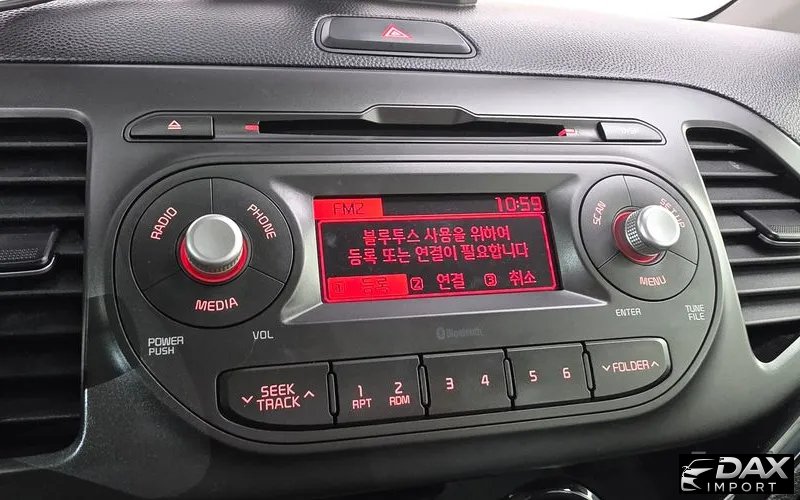 FM2 10:59
블루투스 사용을 위하여
등록 또는 연결이 필요합니다
1 등록 2 연결 3 취소
RADIO
PHONE
MEDIA
SCAN
SETUP
MENU
POWER
PUSH
VOL
ENTER
TUNE
FILE
Bluetooth
SEEK
TRACK
1
RPT
2
RDM
3
4
5
6
FOLDER
DAX
IMPORT